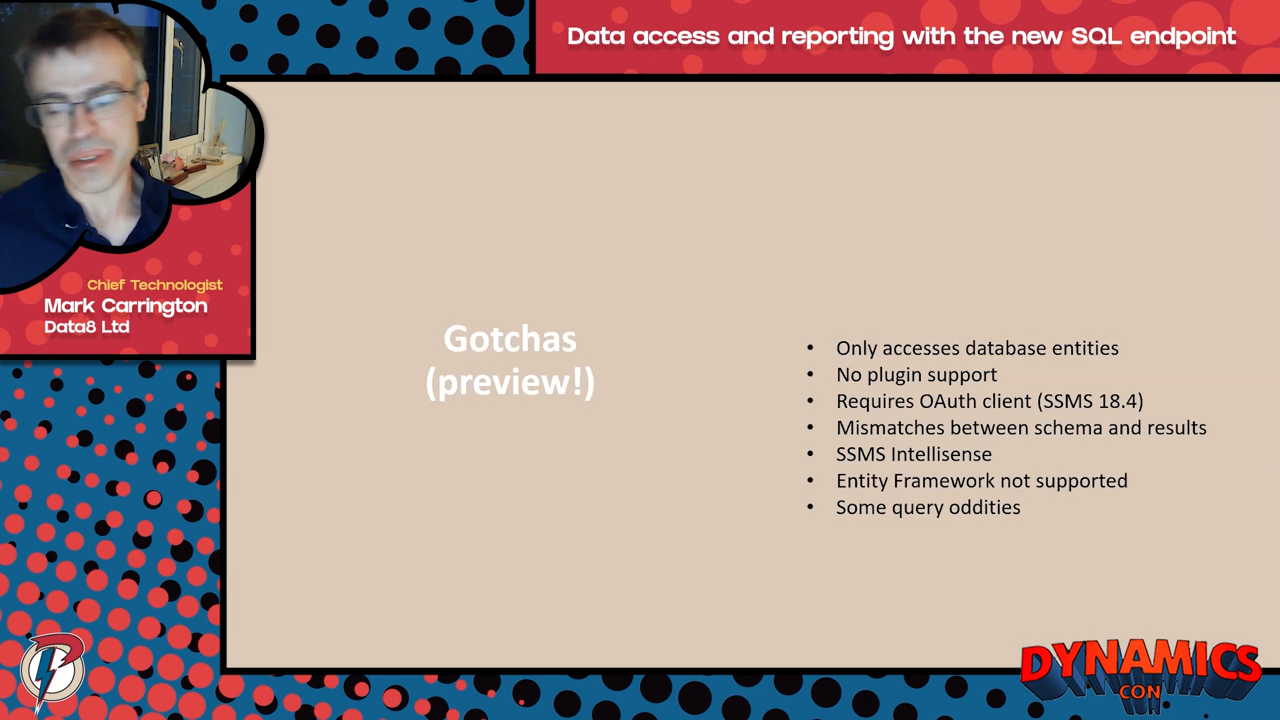 Data access and reporting with the new SQL endpoint
Chief Technologist
Mark Carrington
Data8 Ltd
Gotchas
(preview!)
• Only accesses database entities
• No plugin support
• Requires OAuth client (SSMS 18.4)
• Mismatches between schema and results
• SSMS Intellisense
• Entity Framework not supported
• Some query oddities
DYNAMICS
CON